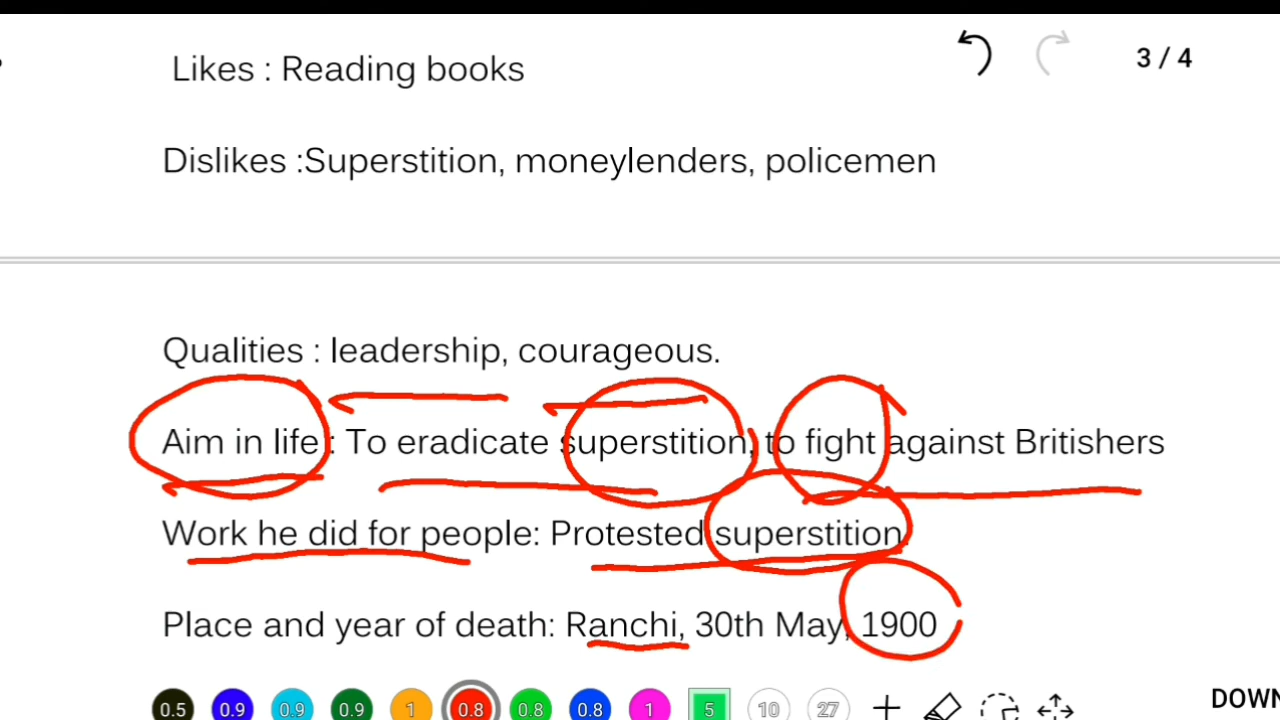 3 / 4
Likes : Reading books
Dislikes :Superstition, moneylenders, policemen
Qualities : leadership, courageous.
Aim in life : To eradicate superstition, to fight against Britishers
Work he did for people: Protested superstition.
Place and year of death: Ranchi, 30th May, 1900
0.5 0.9 0.9 0.9 1 0.8 0.8 0.8 1 5 10 27
DOWN